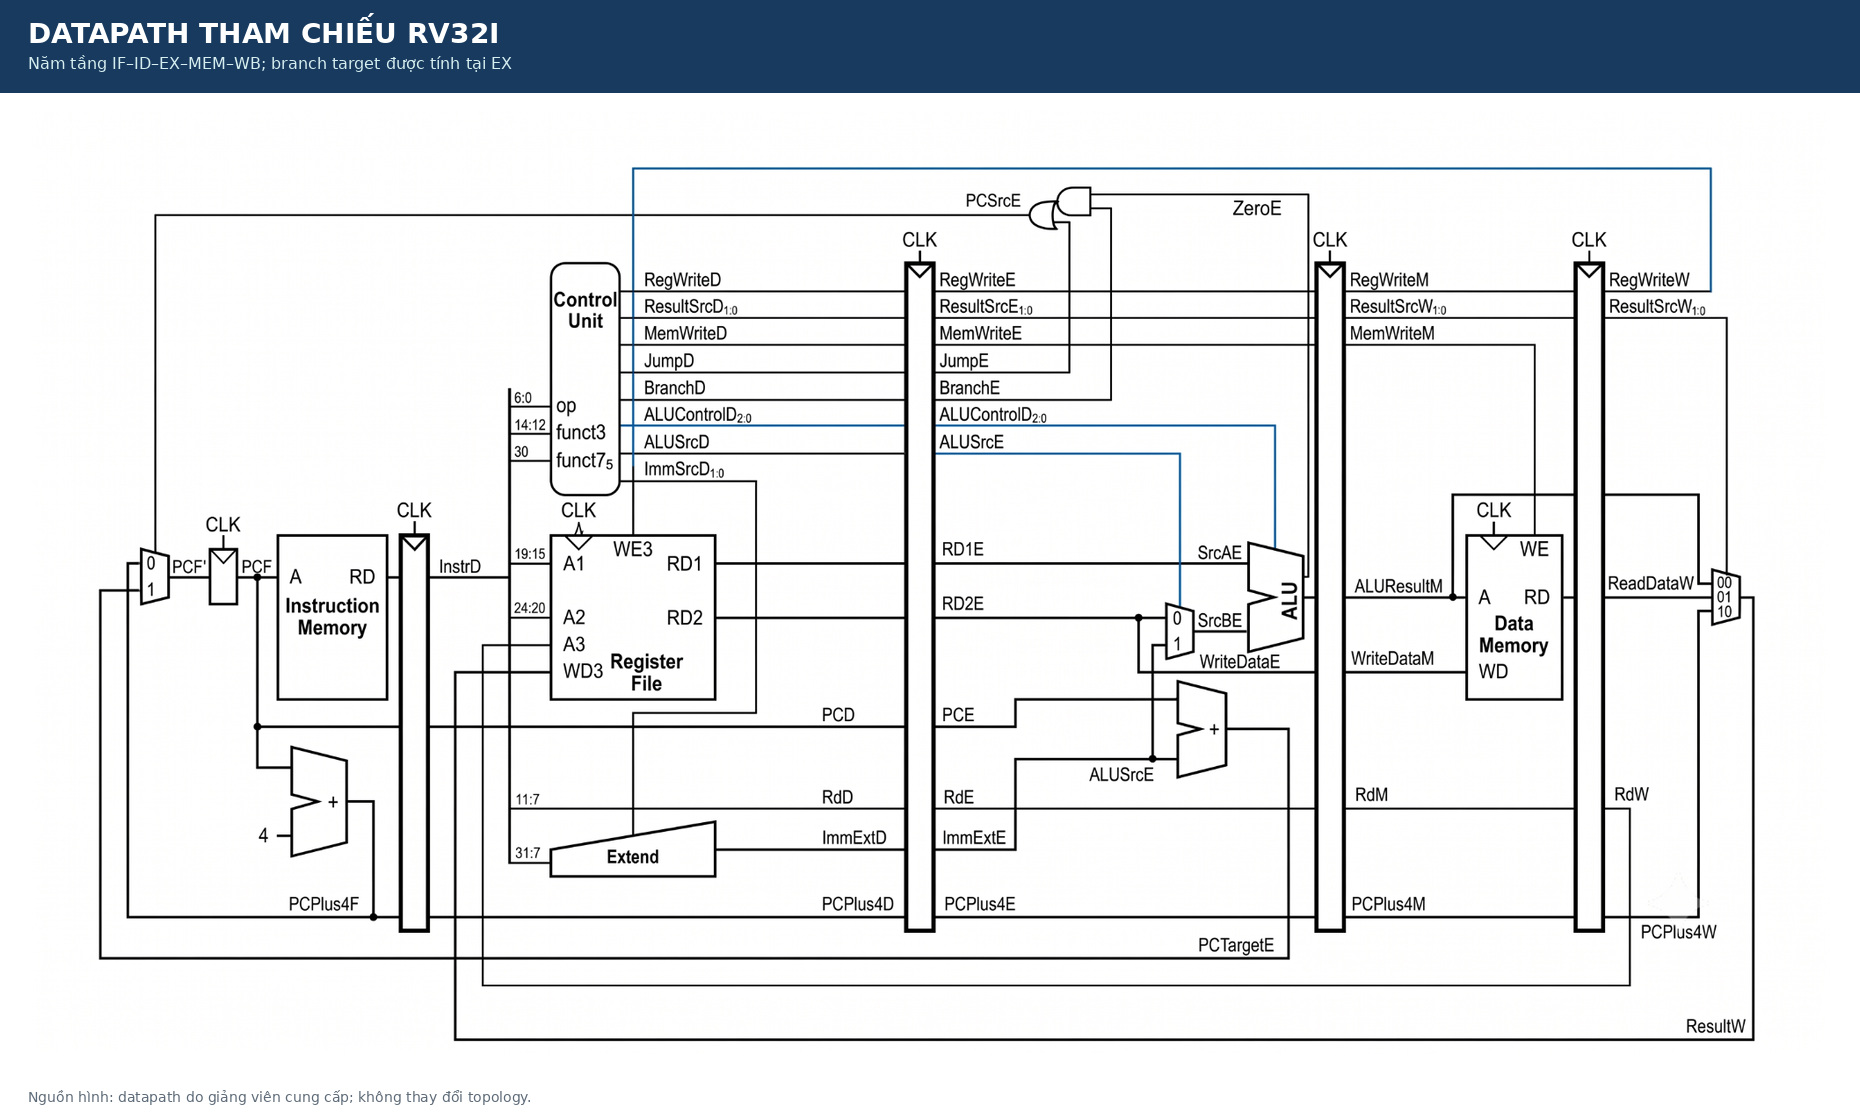 DATAPATH THAM CHIẾU RV32I
Năm tầng IF–ID–EX–MEM–WB; branch target được tính tại EX
PCSrcE
ZeroE
CLK
CLK
CLK
Control
Unit
RegWriteD
RegWriteE
RegWriteM
RegWriteW
ResultSrcD1:0
ResultSrcE1:0
ResultSrcW1:0
ResultSrcW1:0
MemWriteD
MemWriteE
MemWriteM
JumpD
JumpE
BranchD
BranchE
6:0
op
ALUControlD2:0
ALUControlD2:0
14:12
funct3
ALUSrcD
ALUSrcE
30
funct75
ImmSrcD1:0
CLK
CLK
CLK
CLK
0
1
PCF'
PCF
A
RD
Instruction
Memory
InstrD
19:15
A1
WE3
RD1
RD1E
SrcAE
24:20
A2
RD2
RD2E
0
1
SrcBE
ALU
A3
WD3
Register
File
WriteDataE
ALUResultM
WriteDataM
WE
A
RD
Data
Memory
WD
ReadDataW
00
01
10
PCD
PCE
+
ALUSrcE
+
4
11:7
RdD
RdE
RdM
RdW
31:7
Extend
ImmExtD
ImmExtE
PCPlus4F
PCPlus4D
PCPlus4E
PCPlus4M
PCPlus4W
PCTargetE
ResultW
Nguồn hình: datapath do giảng viên cung cấp; không thay đổi topology.